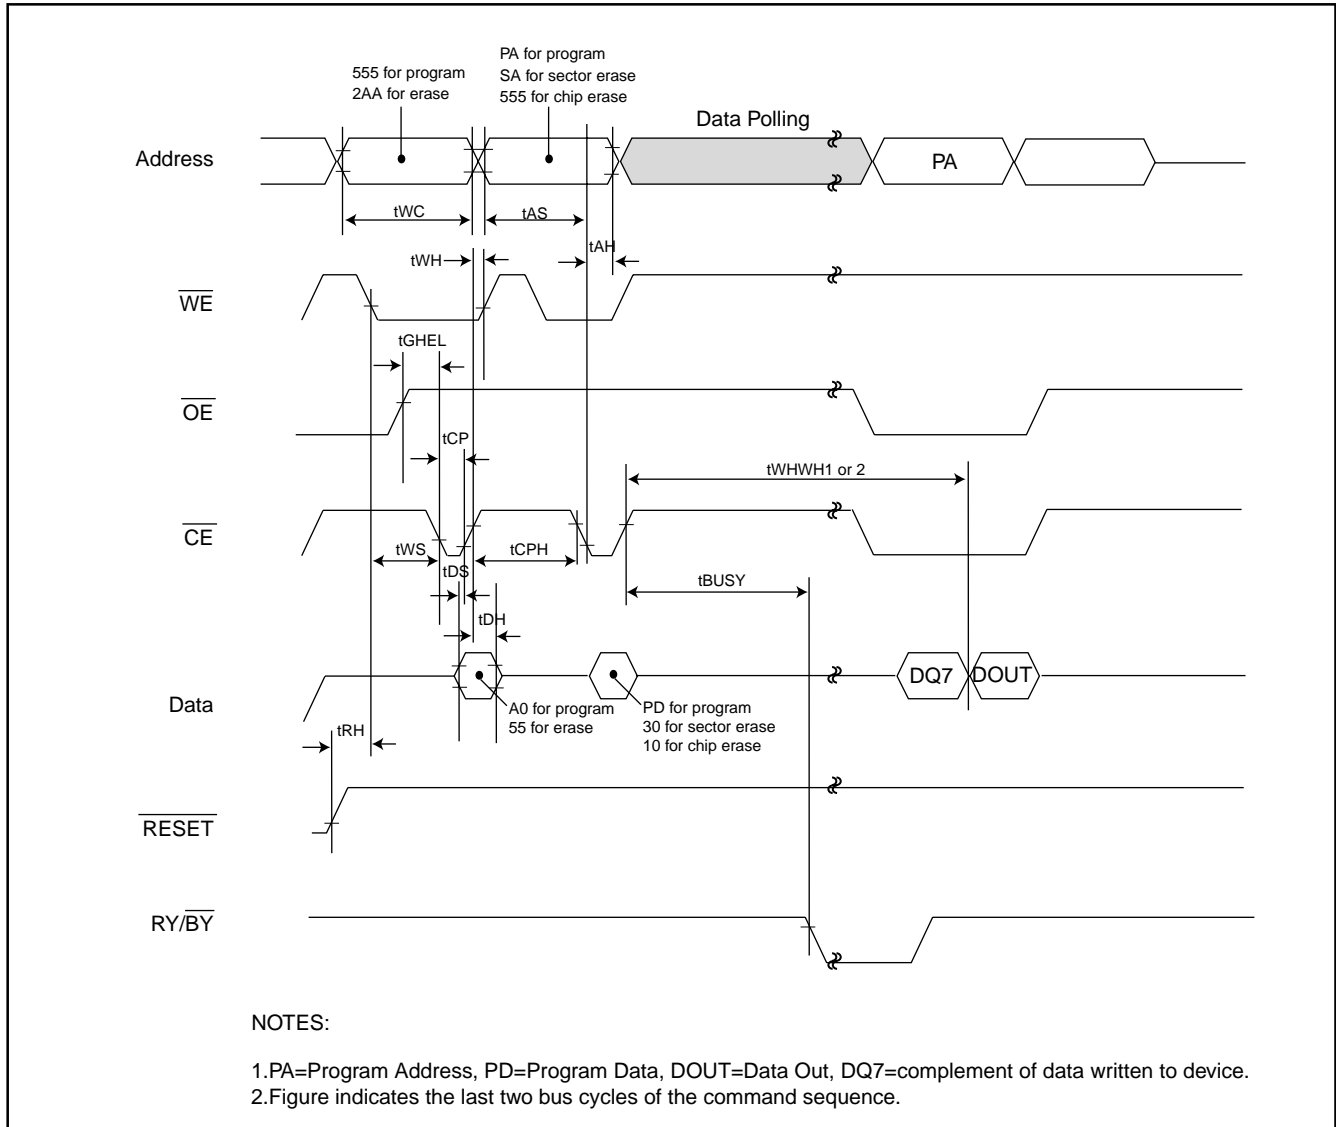 555 for program
2AA for erase
PA for program
SA for sector erase
555 for chip erase
Data Polling
Address
PA
tWC
tAS
tAH
tWH
WE
tGHEL
OE
tCP
tWHWH1 or 2
CE
tWS
tCPH
tDS
tBUSY
tDH
Data
DQ7
DOUT
A0 for program
55 for erase
PD for program
30 for sector erase
10 for chip erase
tRH
RESET
RY/BY
NOTES:
1.PA=Program Address, PD=Program Data, DOUT=Data Out, DQ7=complement of data written to device.
2.Figure indicates the last two bus cycles of the command sequence.